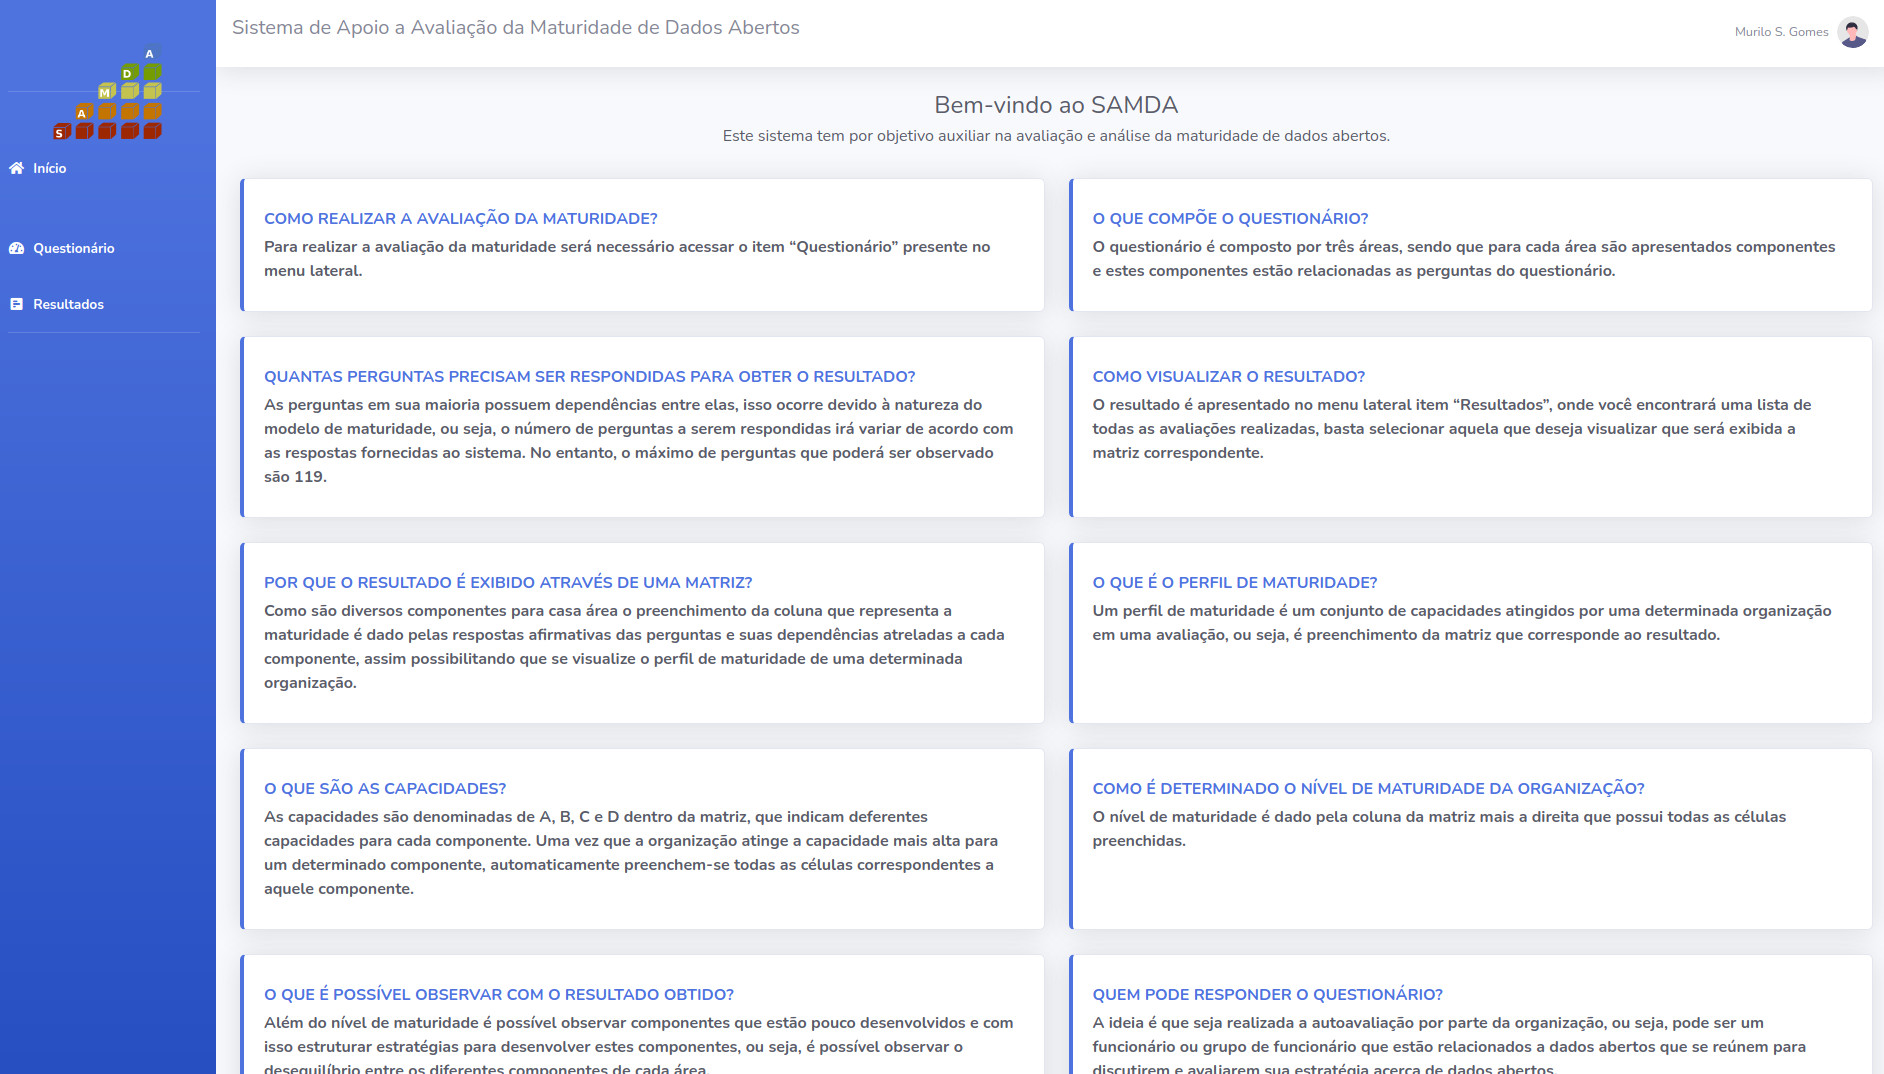 Sistema de Apoio a Avaliação da Maturidade de Dados Abertos
Murilo S. Gomes
A
D
M
A
S
Início
Questionário
Resultados
Bem-vindo ao SAMDA
Este sistema tem por objetivo auxiliar na avaliação e análise da maturidade de dados abertos.
COMO REALIZAR A AVALIAÇÃO DA MATURIDADE?
Para realizar a avaliação da maturidade será necessário acessar o item “Questionário” presente no
menu lateral.
O QUE COMPÕE O QUESTIONÁRIO?
O questionário é composto por três áreas, sendo que para cada área são apresentados componentes
e estes componentes estão relacionadas as perguntas do questionário.
QUANTAS PERGUNTAS PRECISAM SER RESPONDIDAS PARA OBTER O RESULTADO?
As perguntas em sua maioria possuem dependências entre elas, isso ocorre devido à natureza do
modelo de maturidade, ou seja, o número de perguntas a serem respondidas irá variar de acordo com
as respostas fornecidas ao sistema. No entanto, o máximo de perguntas que poderá ser observado
são 119.
COMO VISUALIZAR O RESULTADO?
O resultado é apresentado no menu lateral item “Resultados”, onde você encontrará uma lista de
todas as avaliações realizadas, basta selecionar aquela que deseja visualizar que será exibida a
matriz correspondente.
POR QUE O RESULTADO É EXIBIDO ATRAVÉS DE UMA MATRIZ?
Como são diversos componentes para casa área o preenchimento da coluna que representa a
maturidade é dado pelas respostas afirmativas das perguntas e suas dependências atreladas a cada
componente, assim possibilitando que se visualize o perfil de maturidade de uma determinada
organização.
O QUE É O PERFIL DE MATURIDADE?
Um perfil de maturidade é um conjunto de capacidades atingidos por uma determinada organização
em uma avaliação, ou seja, é preenchimento da matriz que corresponde ao resultado.
O QUE SÃO AS CAPACIDADES?
As capacidades são denominadas de A, B, C e D dentro da matriz, que indicam deferentes
capacidades para cada componente. Uma vez que a organização atinge a capacidade mais alta para
um determinado componente, automaticamente preenchem-se todas as células correspondentes a
aquele componente.
COMO É DETERMINADO O NÍVEL DE MATURIDADE DA ORGANIZAÇÃO?
O nível de maturidade é dado pela coluna da matriz mais a direita que possui todas as células
preenchidas.
O QUE É POSSÍVEL OBSERVAR COM O RESULTADO OBTIDO?
Além do nível de maturidade é possível observar componentes que estão pouco desenvolvidos e com
isso estruturar estratégias para desenvolver estes componentes, ou seja, é possível observar o
desequilíbrio entre os diferentes componentes de cada área.
QUEM PODE RESPONDER O QUESTIONÁRIO?
A ideia é que seja realizada a autoavaliação por parte da organização, ou seja, pode ser um
funcionário ou grupo de funcionário que estão relacionados a dados abertos que se reúnem para
discutirem e avaliarem sua estratégia acerca de dados abertos.